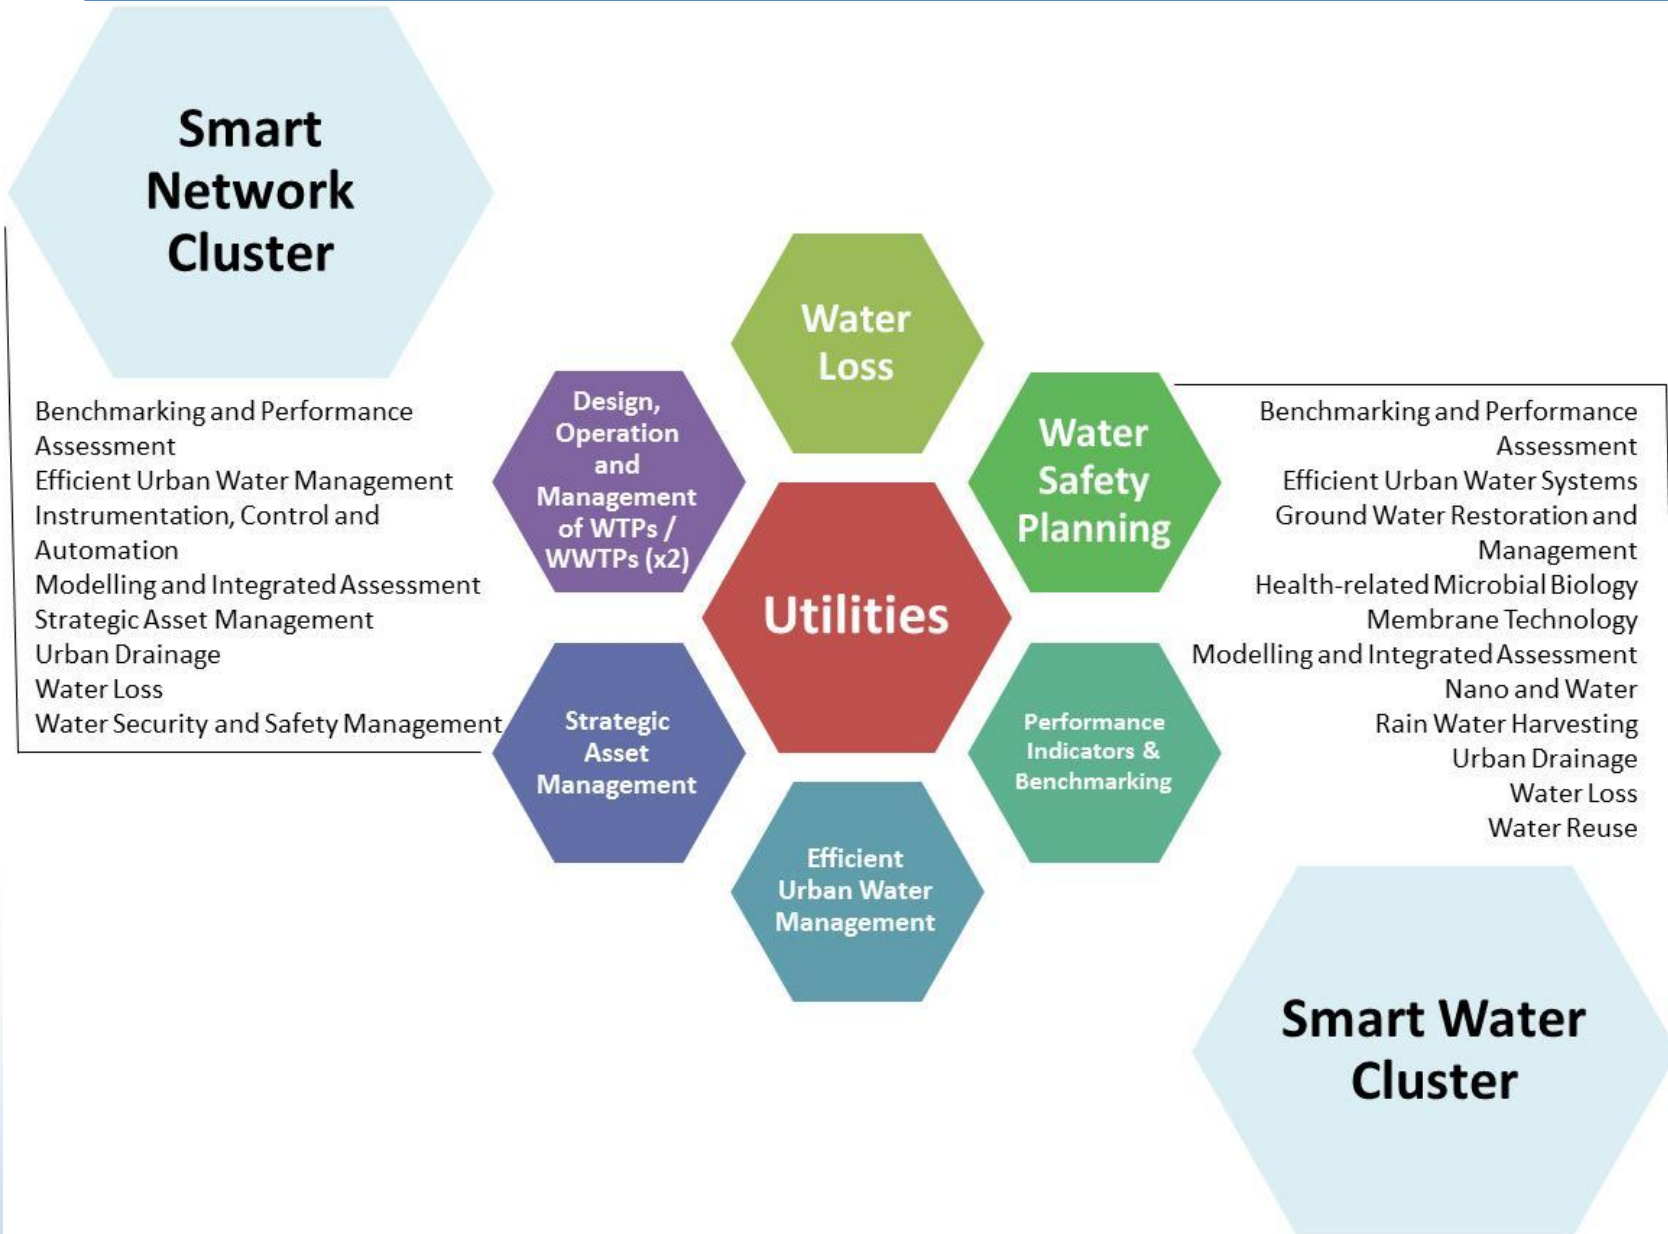 Smart
Network
Cluster
Benchmarking and Performance
Assessment
Efficient Urban Water Management
Instrumentation, Control and
Automation
Modelling and Integrated Assessment
Strategic Asset Management
Urban Drainage
Water Loss
Water Security and Safety Management
Water
Loss
Design,
Operation
and
Management
of WTPs /
WWTPs (x2)
Water
Safety
Planning
Utilities
Strategic
Asset
Management
Performance
Indicators &
Benchmarking
Efficient
Urban Water
Management
Benchmarking and Performance
Assessment
Efficient Urban Water Systems
Ground Water Restoration and
Management
Health-related Microbial Biology
Membrane Technology
Modelling and Integrated Assessment
Nano and Water
Rain Water Harvesting
Urban Drainage
Water Loss
Water Reuse
Smart Water
Cluster